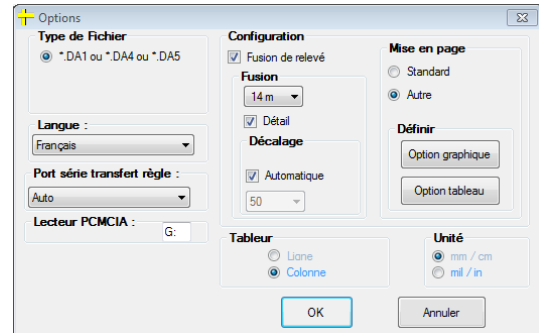 Options
Type de Fichier
*.DA1 ou *.DA4 ou *.DA5
Langue :
Français
Port série transfert règle :
Auto
Lecteur PCMCIA :
G:
Configuration
Fusion de relevé
Fusion
14 m
Détail
Décalage
Automatique
50
Mise en page
Standard
Autre
Définir
Option graphique
Option tableau
Tableur
Ligne
Colonne
Unité
mm / cm
mil / in
OK
Annuler